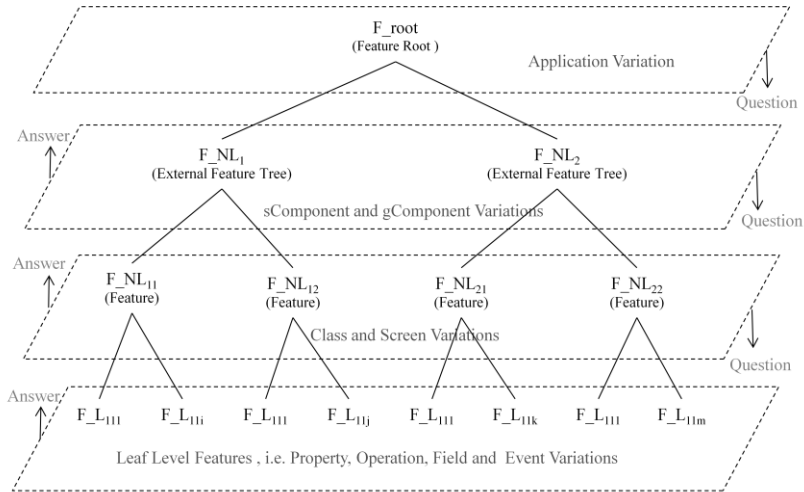 F_root
(Feature Root )
Application Variation
Question
Answer
F_NL₁
(External Feature Tree)
F_NL₂
(External Feature Tree)
sComponent and gComponent Variations
Question
Answer
F_NL₁₁
(Feature)
F_NL₁₂
(Feature)
F_NL₂₁
(Feature)
F_NL₂₂
(Feature)
Class and Screen Variations
Question
Answer
F_L₁₁₁ F_L₁₁ᵢ F_L₁₁₁ F_L₁₁ⱼ F_L₁₁₁ F_L₁₁ₖ F_L₁₁₁ F_L₁₁ₘ
Leaf Level Features , i.e. Property, Operation, Field and Event Variations